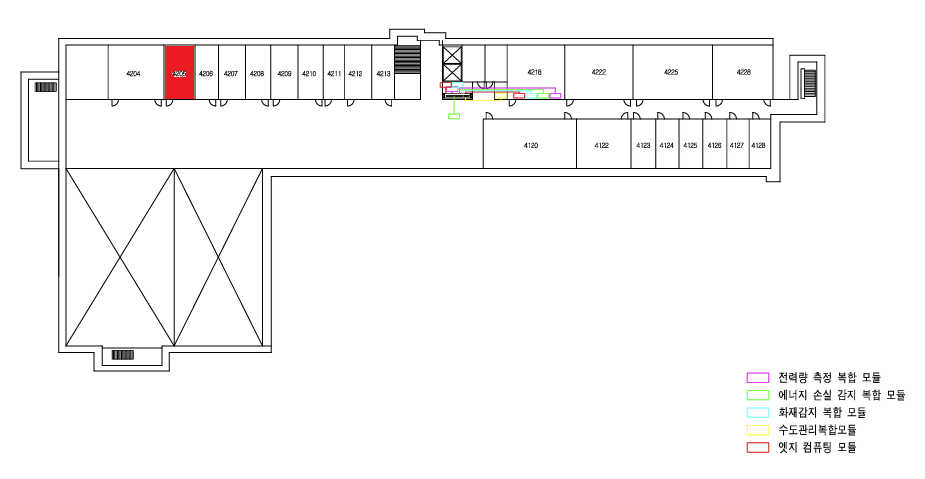 4204 4205 4206 4207 4208 4209 4210 4211 4212 4213 4218 4222 4225 4228
4120 4122 4123 4124 4125 4126 4127 4128
전력량 측정 복합 모듈
에너지 손실 감지 복합 모듈
화재감지 복합 모듈
수도관리복합모듈
엣지 컴퓨팅 모듈